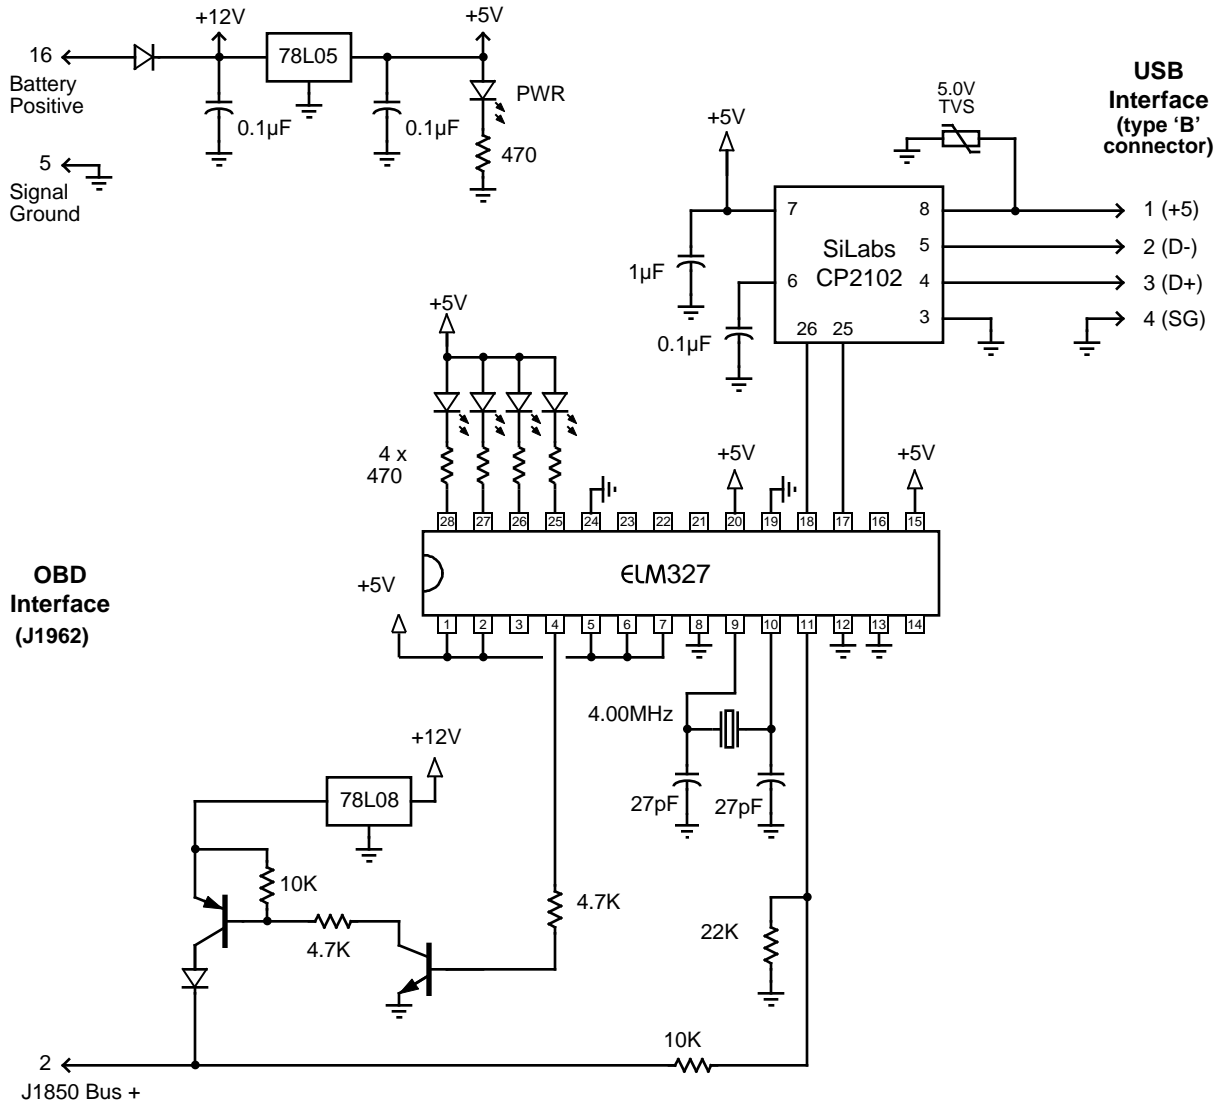 +12V
+5V
16
78L05
Battery
Positive
PWR
0.1µF
0.1µF
470
5
Signal
Ground
USB
Interface
(type ‘B’
connector)
5.0V
TVS
+5V
7
8
1 (+5)
SiLabs
CP2102
5
2 (D-)
1µF
6
4
3 (D+)
3
4 (SG)
26
25
0.1µF
+5V
4 x
470
+5V
+5V
28
27
26
25
24
23
22
21
20
19
18
17
16
15
ELM327
OBD
Interface
(J1962)
+5V
1
2
3
4
5
6
7
8
9
10
11
12
13
14
4.00MHz
27pF
27pF
+12V
78L08
10K
4.7K
4.7K
22K
10K
2
J1850 Bus +